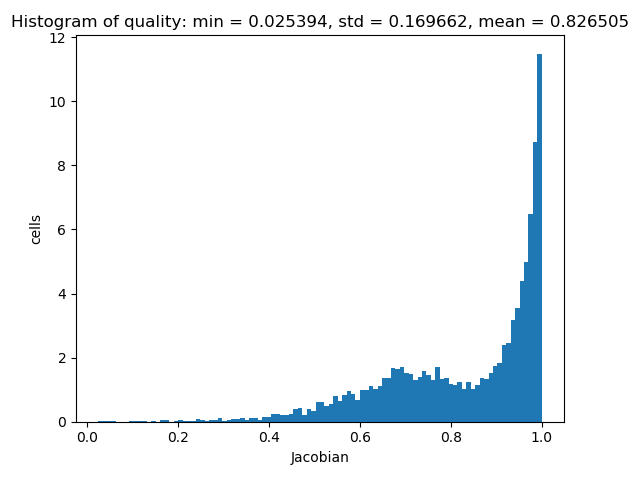 Histogram of quality: min = 0.025394, std = 0.169662, mean = 0.826505
12
10
8
6
4
2
0
cells
0.0 0.2 0.4 0.6 0.8 1.0
Jacobian